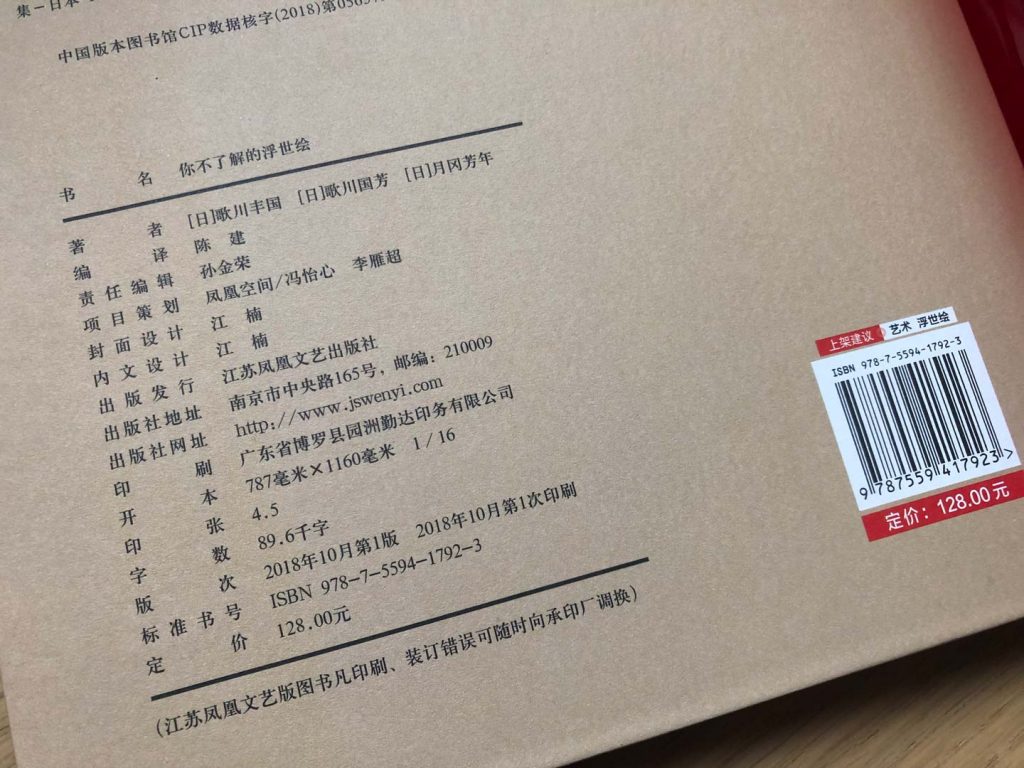 集－日本
中国版本图书馆CIP数据核字(2018)第0565
书名 你不了解的浮世绘
著者 [日]歌川丰国 [日]歌川国芳 [日]月冈芳年
编译 陈建
责任编辑 孙金荣
项目策划 凤凰空间/冯怡心 李雁超
封面设计 江楠
内文设计 江楠
出版发行 江苏凤凰文艺出版社
出版社地址 南京市中央路165号，邮编：210009
出版社网址 http://www.jswenyi.com
印刷 广东省博罗县园洲勤达印务有限公司
开本 787毫米×1160毫米 1/16
印张 4.5
字数 89.6千字
版次 2018年10月第1版 2018年10月第1次印刷
标准书号 ISBN 978-7-5594-1792-3
定价 128.00元
(江苏凤凰文艺版图书凡印刷、装订错误可随时向承印厂调换)
上架建议 艺术 浮世绘
ISBN 978-7-5594-1792-3
9 787559 417923 >
定价：128.00元